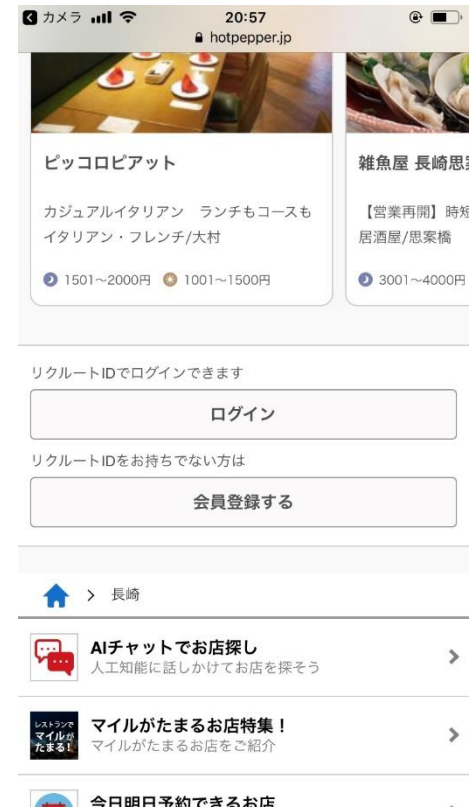 カメラ
20:57
hotpepper.jp
ピッコロピアット
カジュアルイタリアン　ランチもコースも
イタリアン・フレンチ/大村
1501～2000円 1001～1500円
雑魚屋 長崎思
【営業再開】時短
居酒屋/思案橋
3001～4000円
リクルートIDでログインできます
ログイン
リクルートIDをお持ちでない方は
会員登録する
> 長崎
AIチャットでお店探し
人工知能に話しかけてお店を探そう
レストランで
マイルが
たまる!
マイルがたまるお店特集！
マイルがたまるお店をご紹介
今日明日予約できるお店